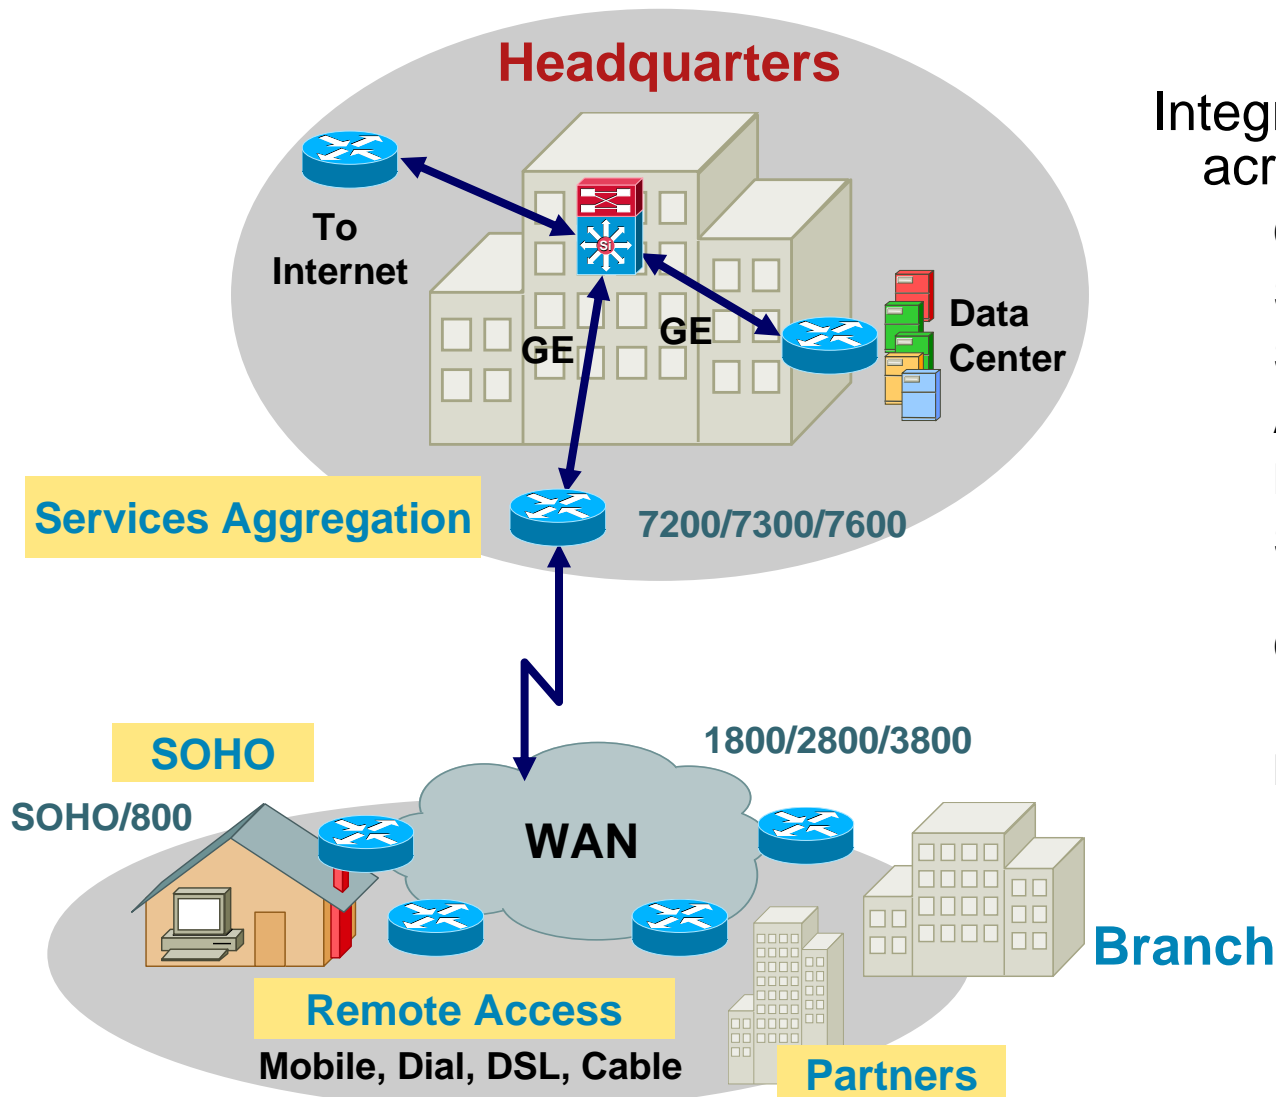 Headquarters
To
Internet
Si
GE
GE
Data
Center
Services Aggregation
7200/7300/7600
SOHO
1800/2800/3800
SOHO/800
WAN
Branch
Remote Access
Mobile, Dial, DSL, Cable
Partners